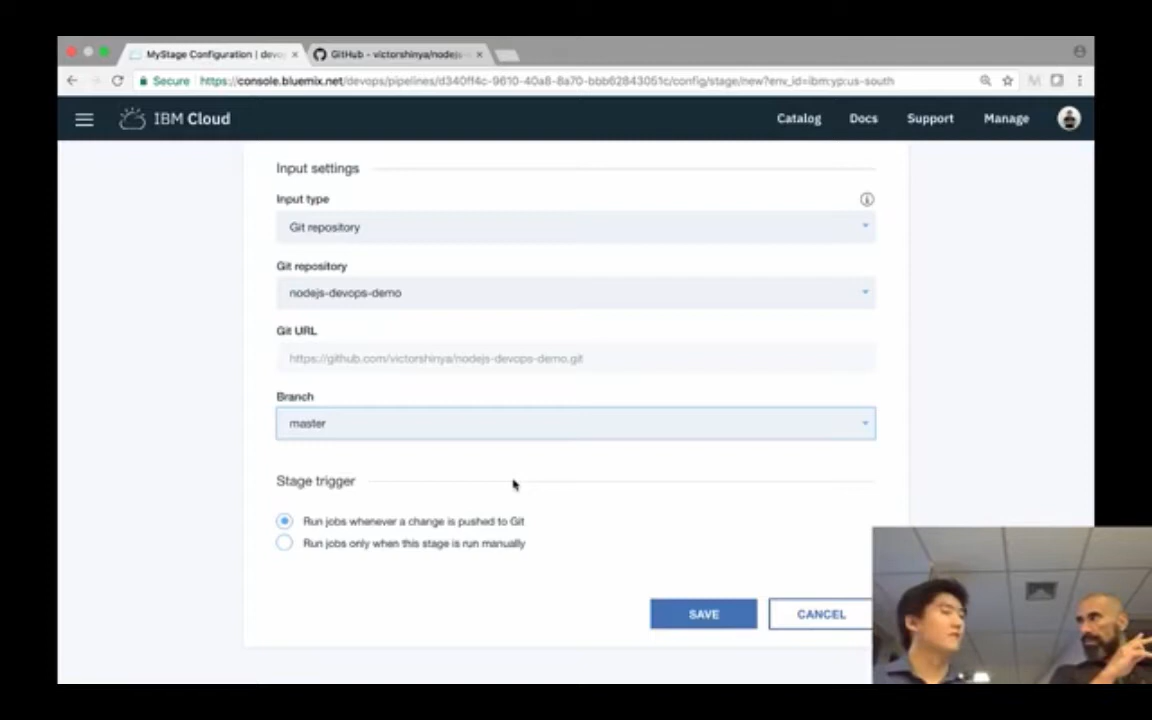 MyStage Configuration | devo
GitHub - victorshinya/nodejs-
Secure https://console.bluemix.net/devops/pipelines/d340ff4c-9610-40a8-8a70-bbb62843051c/config/stage/new?env_id=ibm:yp:us-south
IBM Cloud Catalog Docs Support Manage
Input settings
Input type
Git repository
Git repository
nodejs-devops-demo
Git URL
https://github.com/victorshinya/nodejs-devops-demo.git
Branch
master
Stage trigger
Run jobs whenever a change is pushed to Git
Run jobs only when this stage is run manually
SAVE CANCEL